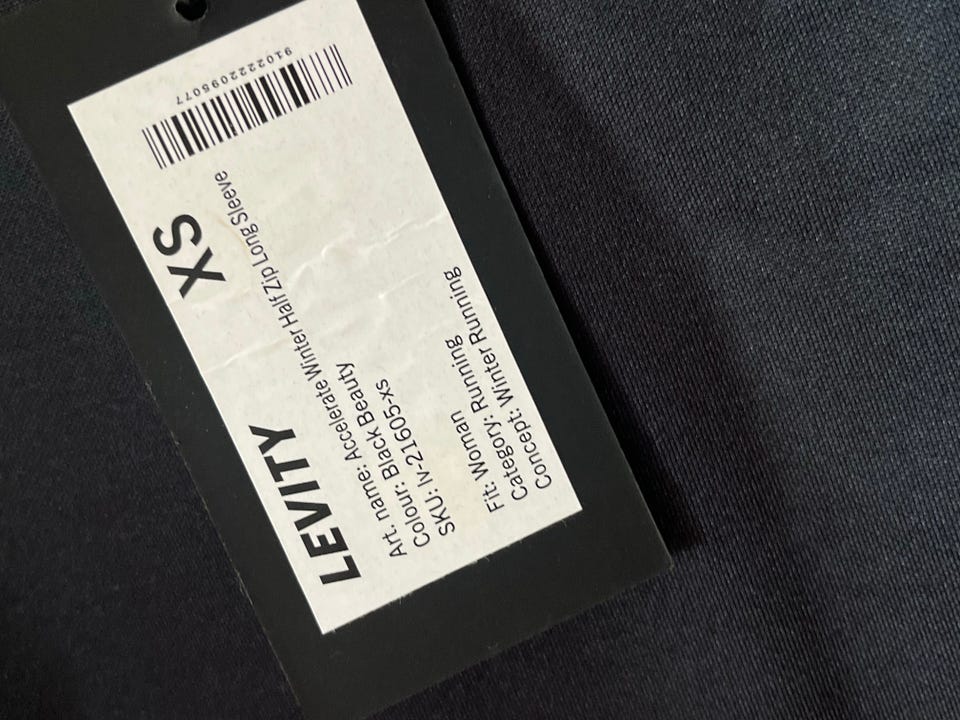 LEVITY
XS
9102222095077
Art. name: Accelerate Winter Half Zip Long Sleeve
Colour: Black Beauty
SKU: lv-21605-xs
Fit: Woman
Category: Running
Concept: Winter Running